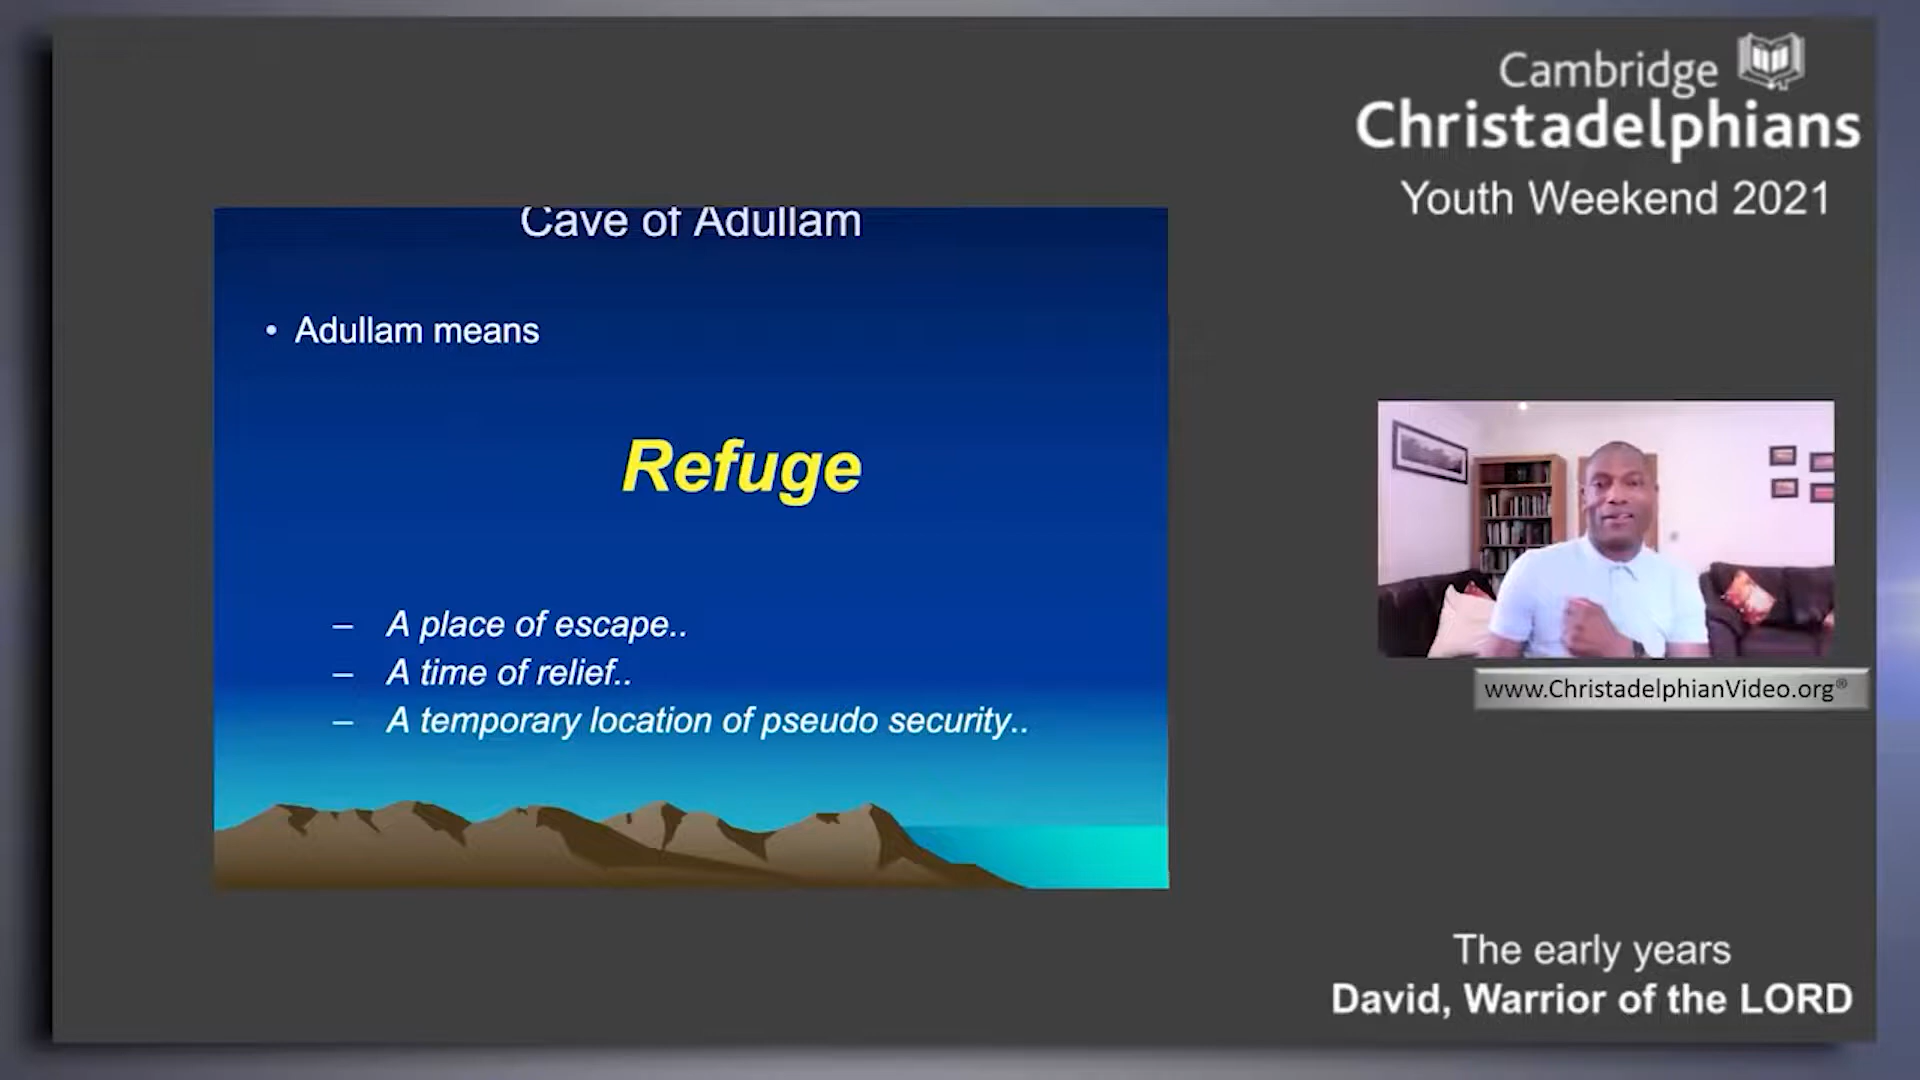 Cambridge
Christadelphians
Youth Weekend 2021
Cave of Adullam
• Adullam means
Refuge
– A place of escape..
– A time of relief..
– A temporary location of pseudo security..
www.ChristadelphianVideo.org®
The early years
David, Warrior of the LORD